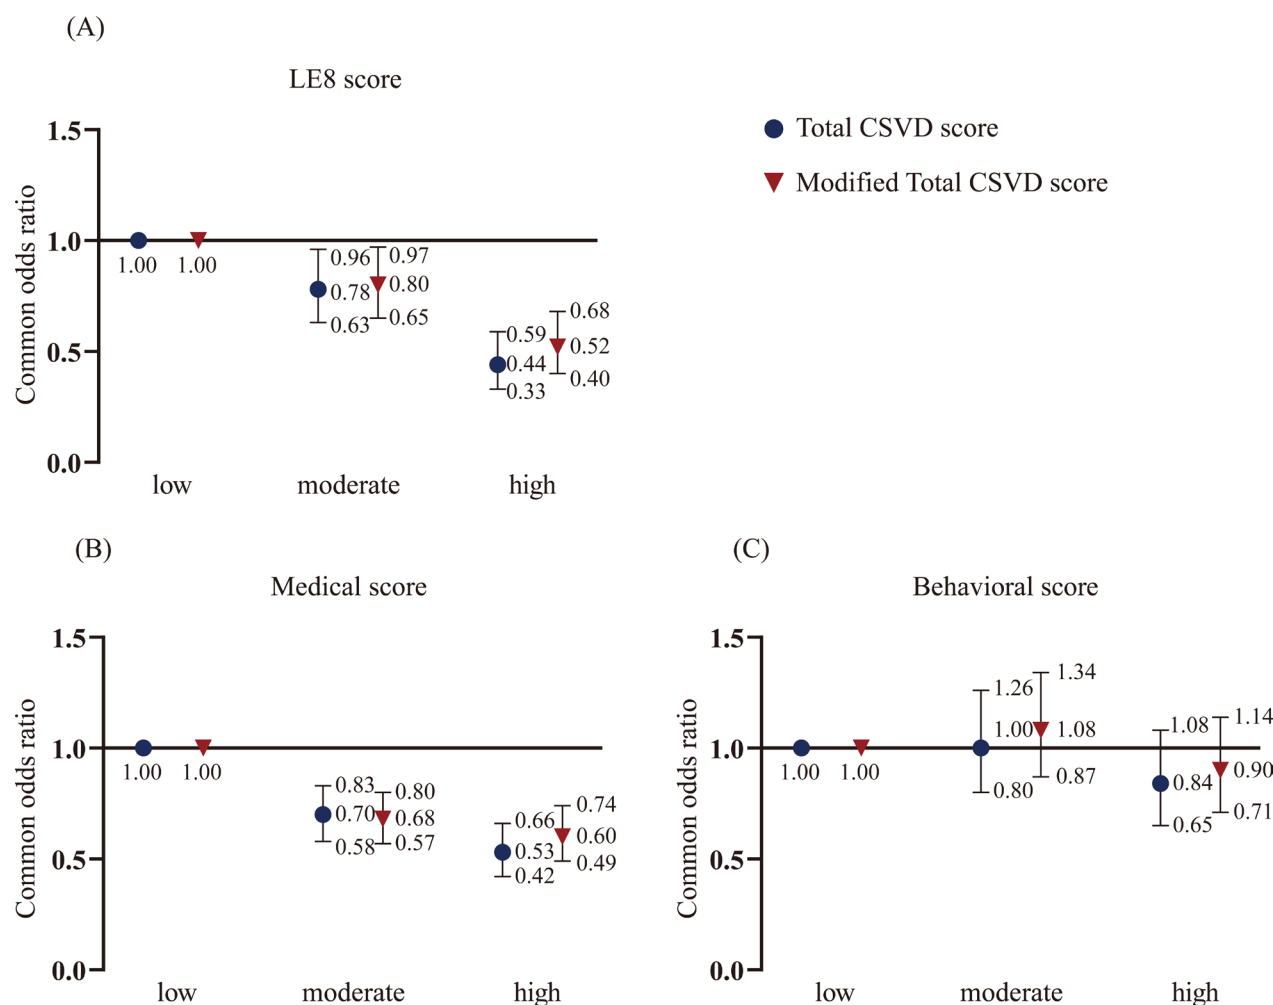 (A)
LE8 score
Total CSVD score
Modified Total CSVD score
Common odds ratio
1.5
1.0
0.5
0.0
1.00 1.00
0.96 0.97
0.78 0.80
0.63 0.65
0.59 0.68
0.44 0.52
0.33 0.40
low moderate high
(B)
Medical score
Common odds ratio
1.5
1.0
0.5
0.0
1.00 1.00
0.83 0.80
0.70 0.68
0.58 0.57
0.66 0.74
0.53 0.60
0.42 0.49
low moderate high
(C)
Behavioral score
Common odds ratio
1.5
1.0
0.5
0.0
1.00 1.00
1.26 1.34
1.00 1.08
0.80 0.87
1.08 1.14
0.84 0.90
0.65 0.71
low moderate high